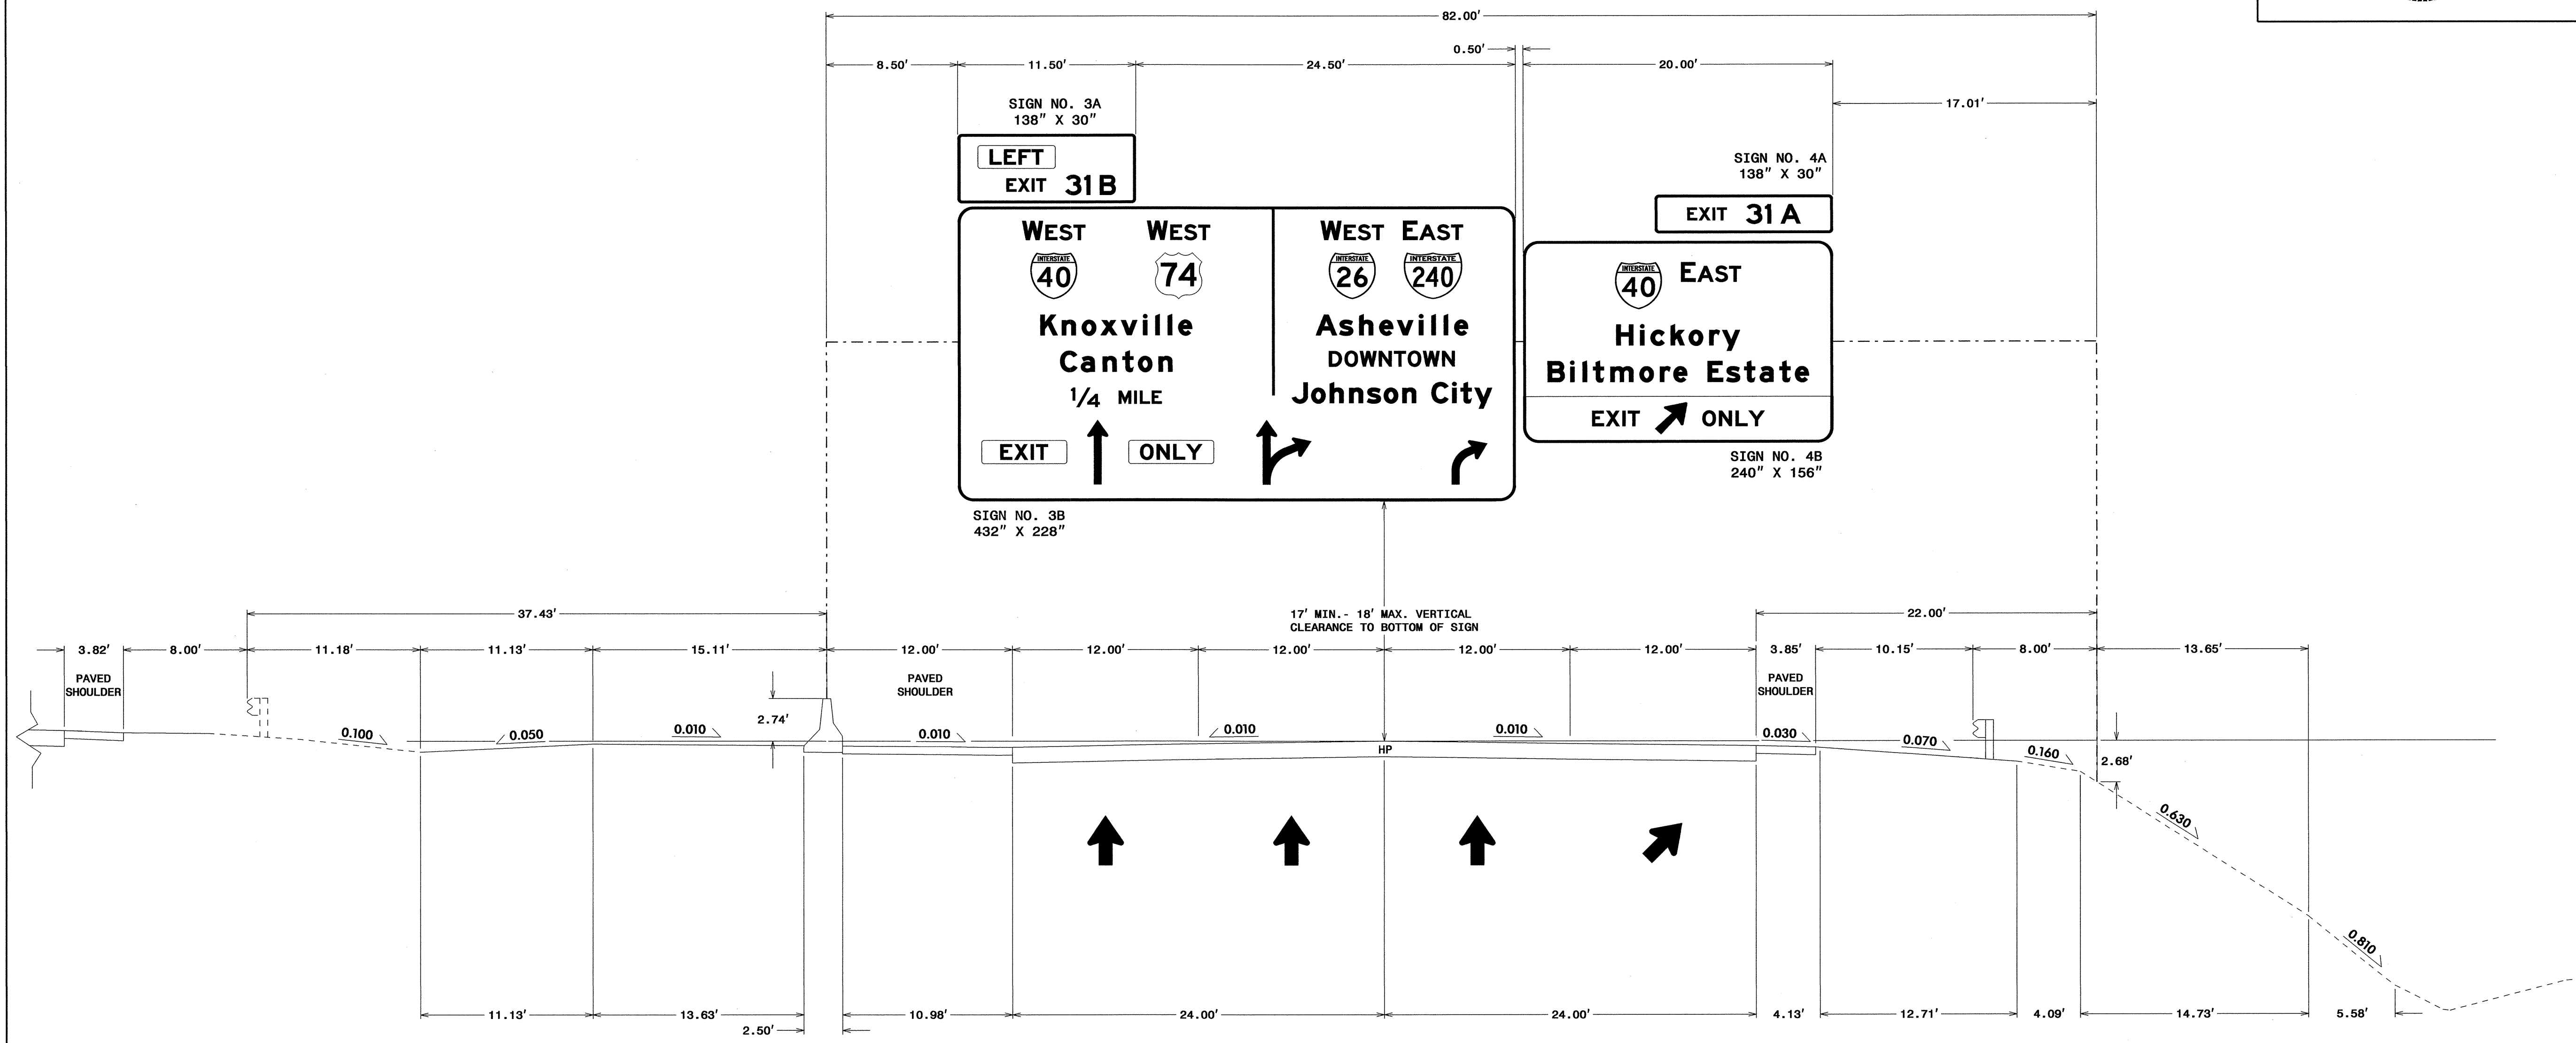 82.00'
0.50'
8.50' 11.50' 24.50' 20.00'
17.01'
SIGN NO. 3A
138" X 30"
LEFT
EXIT 31B
SIGN NO. 4A
138" X 30"
EXIT 31A
WEST WEST
INTERSTATE
40 74
Knoxville
Canton
1/4 MILE
EXIT ONLY
WEST EAST
INTERSTATE INTERSTATE
26 240
Asheville
DOWNTOWN
Johnson City
INTERSTATE
40 EAST
Hickory
Biltmore Estate
EXIT ONLY
SIGN NO. 4B
240" X 156"
SIGN NO. 3B
432" X 228"
37.43'
17' MIN.- 18' MAX. VERTICAL
CLEARANCE TO BOTTOM OF SIGN
22.00'
3.82' 8.00' 11.18' 11.13' 15.11' 12.00' 12.00' 12.00' 12.00' 12.00' 3.85' 10.15' 8.00' 13.65'
PAVED
SHOULDER
PAVED
SHOULDER
PAVED
SHOULDER
2.74'
0.100 0.050 0.010 0.010 0.010 0.010 0.030 0.070 0.160
HP
2.68'
0.630
0.810
11.13' 13.63' 10.98' 24.00' 24.00' 4.13' 12.71' 4.09' 14.73' 5.58'
2.50'